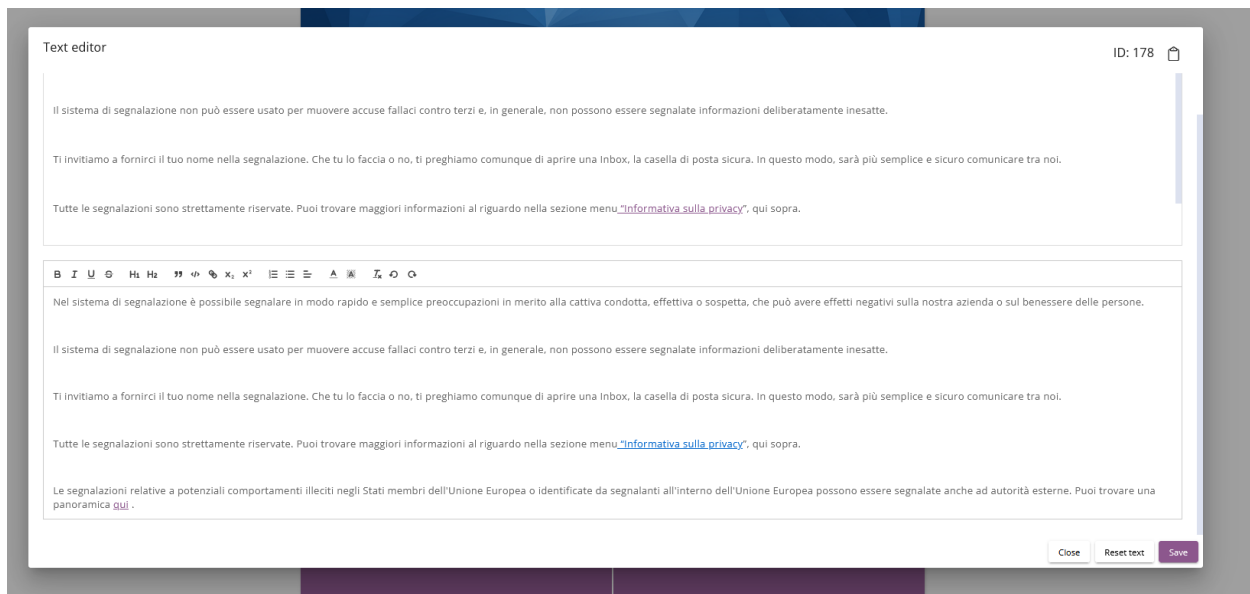 Text editor
ID: 178
Il sistema di segnalazione non può essere usato per muovere accuse fallaci contro terzi e, in generale, non possono essere segnalate informazioni deliberatamente inesatte.
Ti invitiamo a fornirci il tuo nome nella segnalazione. Che tu lo faccia o no, ti preghiamo comunque di aprire una Inbox, la casella di posta sicura. In questo modo, sarà più semplice e sicuro comunicare tra noi.
Tutte le segnalazioni sono strettamente riservate. Puoi trovare maggiori informazioni al riguardo nella sezione menu "Informativa sulla privacy", qui sopra.
B I U S H1 H2 ” </> X₂ X² A A Tx
Nel sistema di segnalazione è possibile segnalare in modo rapido e semplice preoccupazioni in merito alla cattiva condotta, effettiva o sospetta, che può avere effetti negativi sulla nostra azienda o sul benessere delle persone.
Il sistema di segnalazione non può essere usato per muovere accuse fallaci contro terzi e, in generale, non possono essere segnalate informazioni deliberatamente inesatte.
Ti invitiamo a fornirci il tuo nome nella segnalazione. Che tu lo faccia o no, ti preghiamo comunque di aprire una Inbox, la casella di posta sicura. In questo modo, sarà più semplice e sicuro comunicare tra noi.
Tutte le segnalazioni sono strettamente riservate. Puoi trovare maggiori informazioni al riguardo nella sezione menu "Informativa sulla privacy", qui sopra.
Le segnalazioni relative a potenziali comportamenti illeciti negli Stati membri dell'Unione Europea o identificate da segnalanti all'interno dell'Unione Europea possono essere segnalate anche ad autorità esterne. Puoi trovare una
panoramica qui .
Close Reset text Save